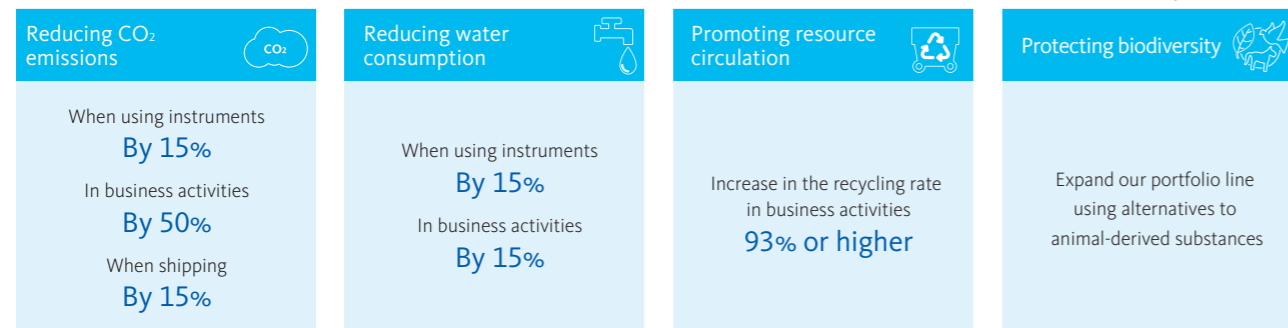 Reducing CO₂
emissions
CO₂
When using instruments
By 15%
In business activities
By 50%
When shipping
By 15%
Reducing water
consumption
When using instruments
By 15%
In business activities
By 15%
Promoting resource
circulation
Increase in the recycling rate
in business activities
93% or higher
Protecting biodiversity
Expand our portfolio line
using alternatives to
animal-derived substances